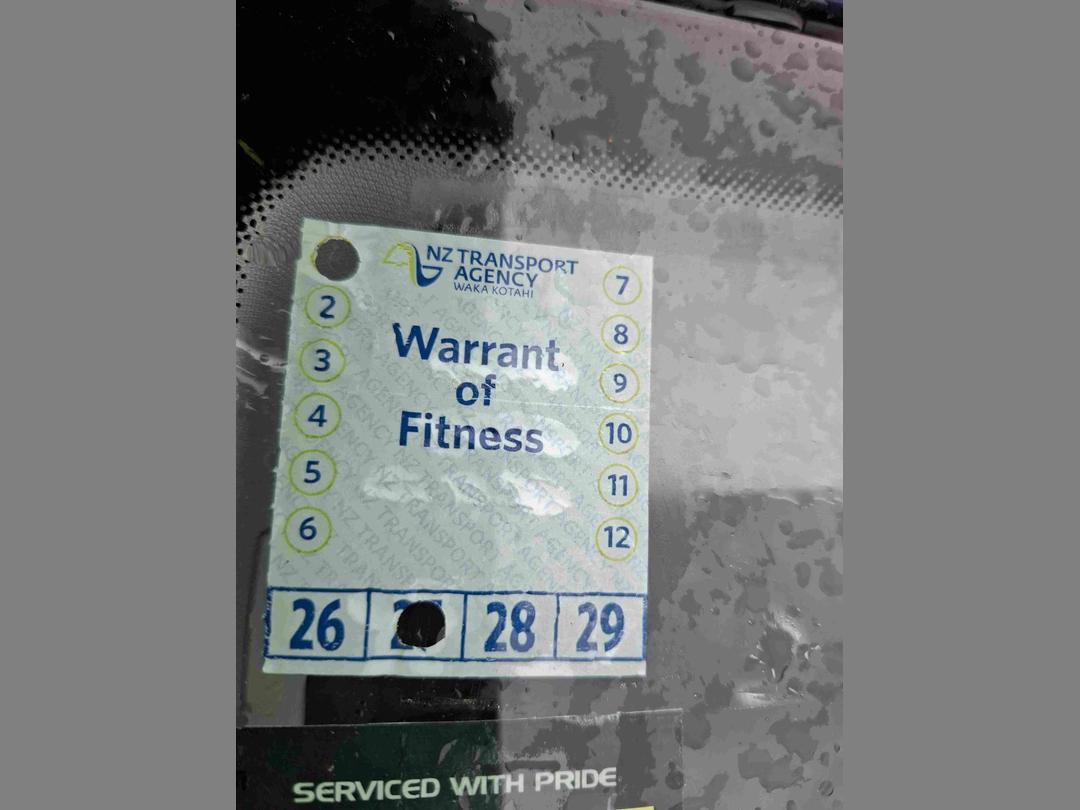 NZ TRANSPORT
AGENCY
WAKA KOTAHI
Warrant
of
Fitness
2
3
4
5
6
7
8
9
10
11
12
26 28 29
SERVICED WITH PRIDE